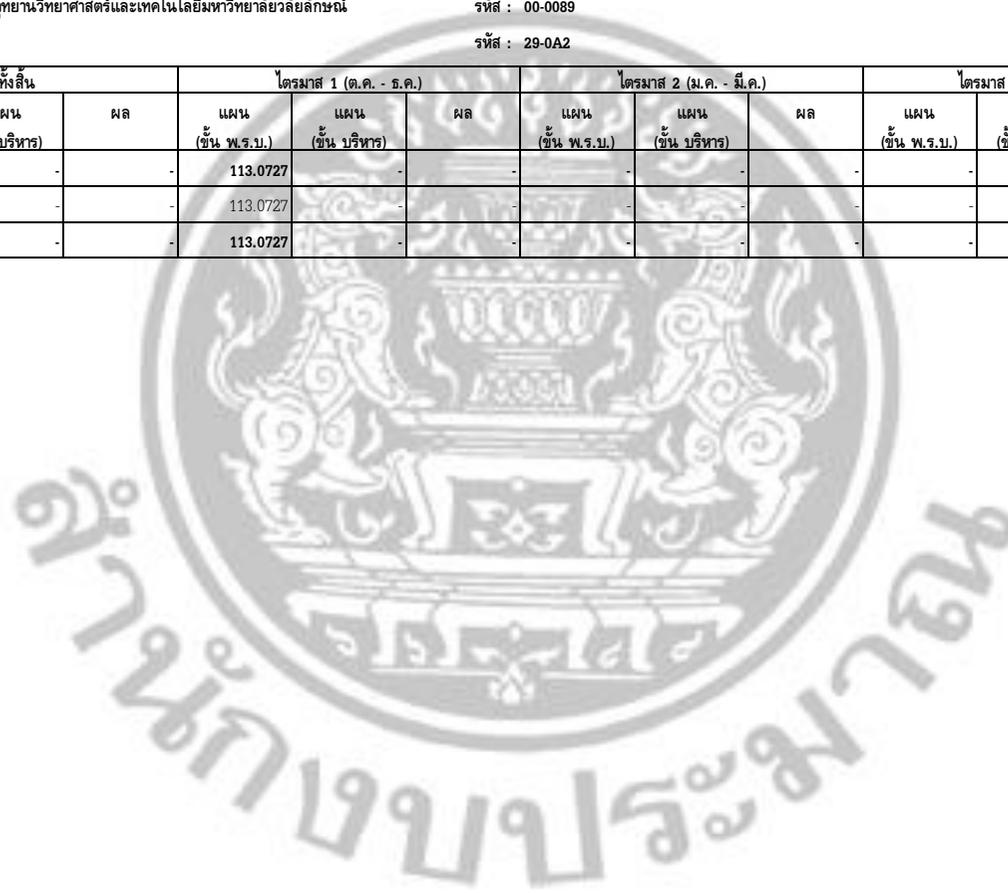 ทยานวิทยาศาสตร์และเทคโนโลยีมหาวิทยาลัยวลัยลักษณ์ รหัส : 00-0089
รหัส : 29-0A2
ทั้งสิ้น ไตรมาส 1 (ต.ค. - ธ.ค.) ไตรมาส 2 (ม.ค. - มี.ค.) ไตรมาส
ผน ผล แผน แผน ผล แผน แผน ผล แผน
บริหาร) (ขั้น พ.ร.บ.) (ขั้น บริหาร) (ขั้น พ.ร.บ.) (ขั้น บริหาร) (ขั้น พ.ร.บ.)
- - 113.0727 - - - - - -
- - 113.0727 - - - - - -
- - 113.0727 - - - - - -
สำนักงบประมาณ